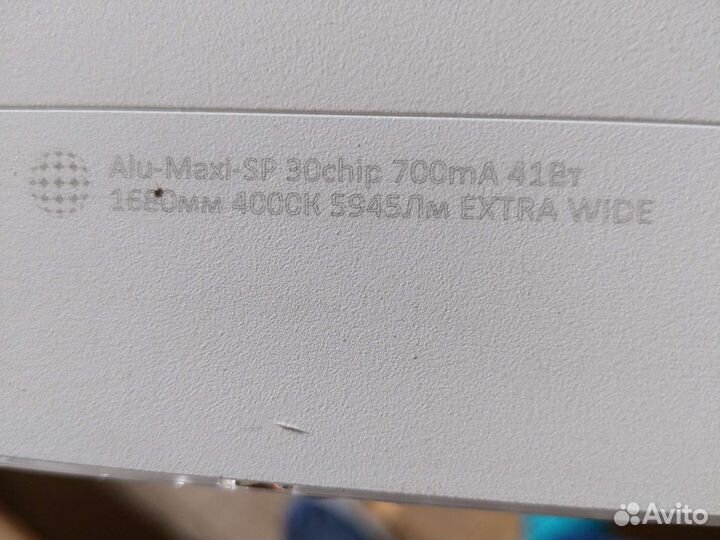 Alu-Maxi-SP 30chip 700mA 41Вт
1680мм 4000К 5945Лм EXTRA WIDE
Avito